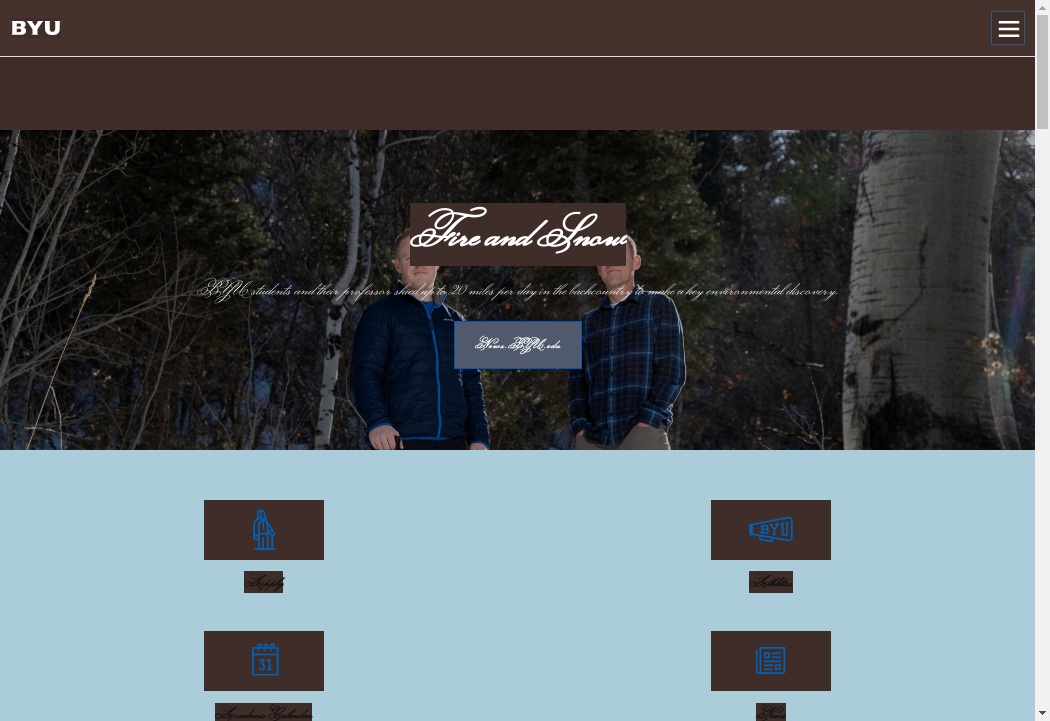 BYU
Fire and Snow
BYU students and their professor skied up to 20 miles per day in the backcountry to make a key environmental discovery.
News.BYU.edu
BYU
Apply
Athletics
31
Academic Calendar
News